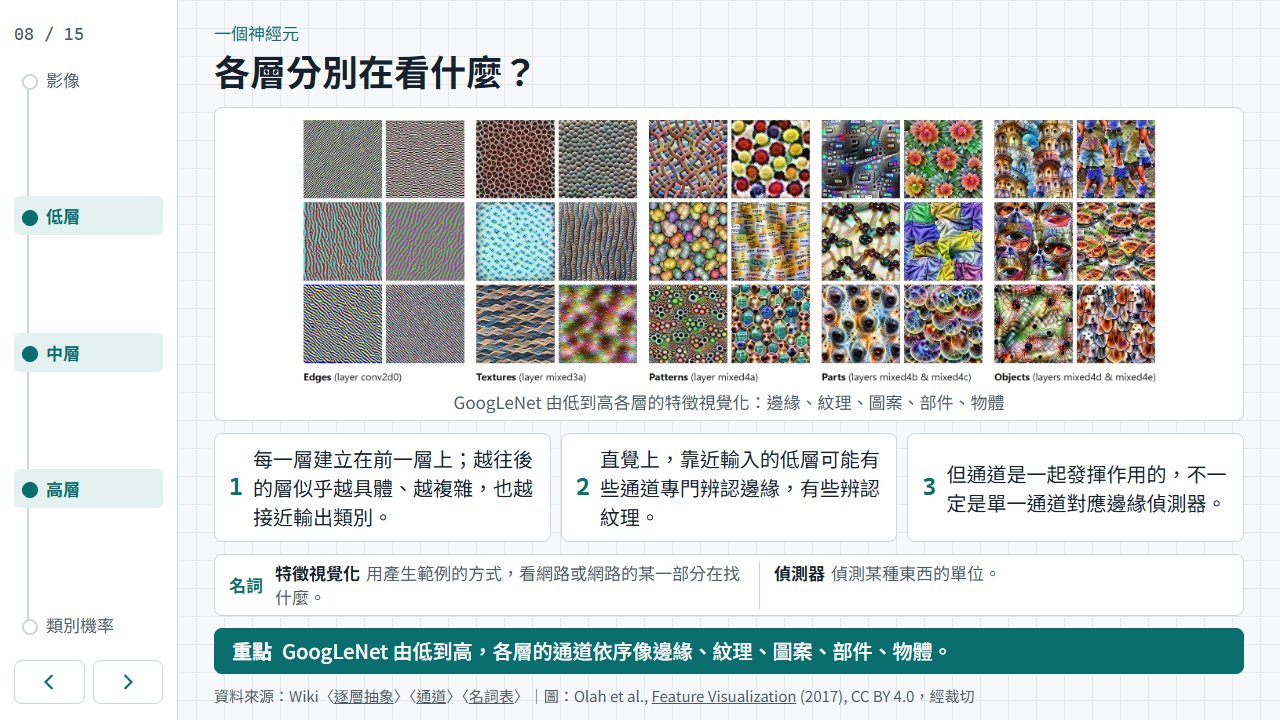 08 / 15
影像
低層
中層
高層
類別機率
一個神經元
各層分別在看什麼？
Edges (layer conv2d0)
Textures (layer mixed3a)
Patterns (layer mixed4a)
Parts (layers mixed4b & mixed4c)
Objects (layers mixed4d & mixed4e)
GoogLeNet 由低到高各層的特徵視覺化：邊緣、紋理、圖案、部件、物體
1
每一層建立在前一層上；越往後
的層似乎越具體、越複雜，也越
接近輸出類別。
2
直覺上，靠近輸入的低層可能有
些通道專門辨認邊緣，有些辨認
紋理。
3
但通道是一起發揮作用的，不一
定是單一通道對應邊緣偵測器。
名詞
特徵視覺化 用產生範例的方式，看網路或網路的某一部分在找
什麼。
偵測器 偵測某種東西的單位。
重點 GoogLeNet 由低到高，各層的通道依序像邊緣、紋理、圖案、部件、物體。
資料來源：Wiki〈逐層抽象〉〈通道〉〈名詞表〉｜圖：Olah et al., Feature Visualization (2017), CC BY 4.0，經裁切